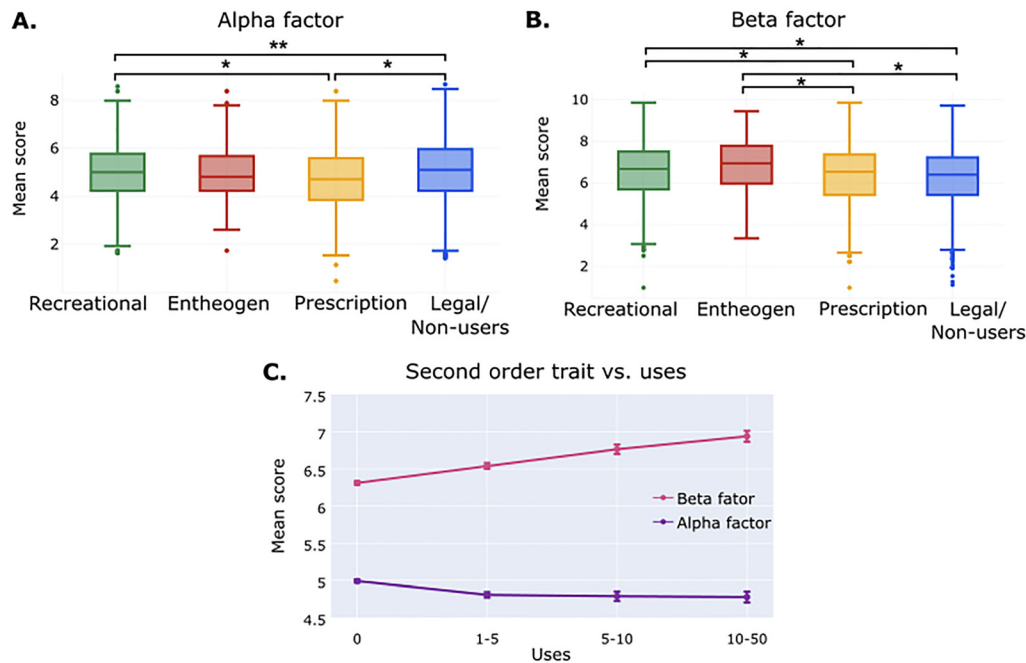 A. Alpha factor
**
* *
Mean score
8
6
4
2
Recreational Entheogen Prescription Legal/
Non-users
B. Beta factor
*
*
*
*
Mean score
10
8
6
4
2
Recreational Entheogen Prescription Legal/
Non-users
C. Second order trait vs. uses
Mean score
7.5
7
6.5
6
5.5
5
4.5
Beta fator
Alpha factor
0 1-5 5-10 10-50
Uses